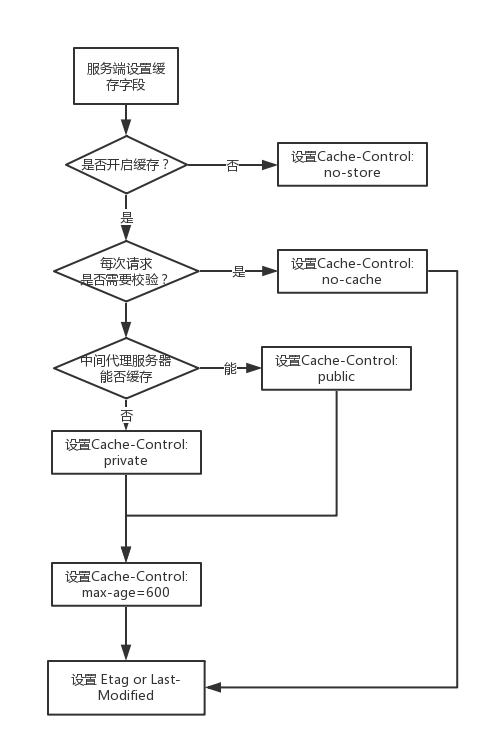 服务端设置缓
存字段
是否开启缓存？
否
设置Cache-Control:
no-store
是
每次请求
是否需要校验？
是
设置Cache-Control:
no-cache
中间代理服务器
能否缓存
能
设置Cache-Control:
public
否
设置Cache-Control:
private
设置Cache-Control:
max-age=600
设置 Etag or Last-
Modified